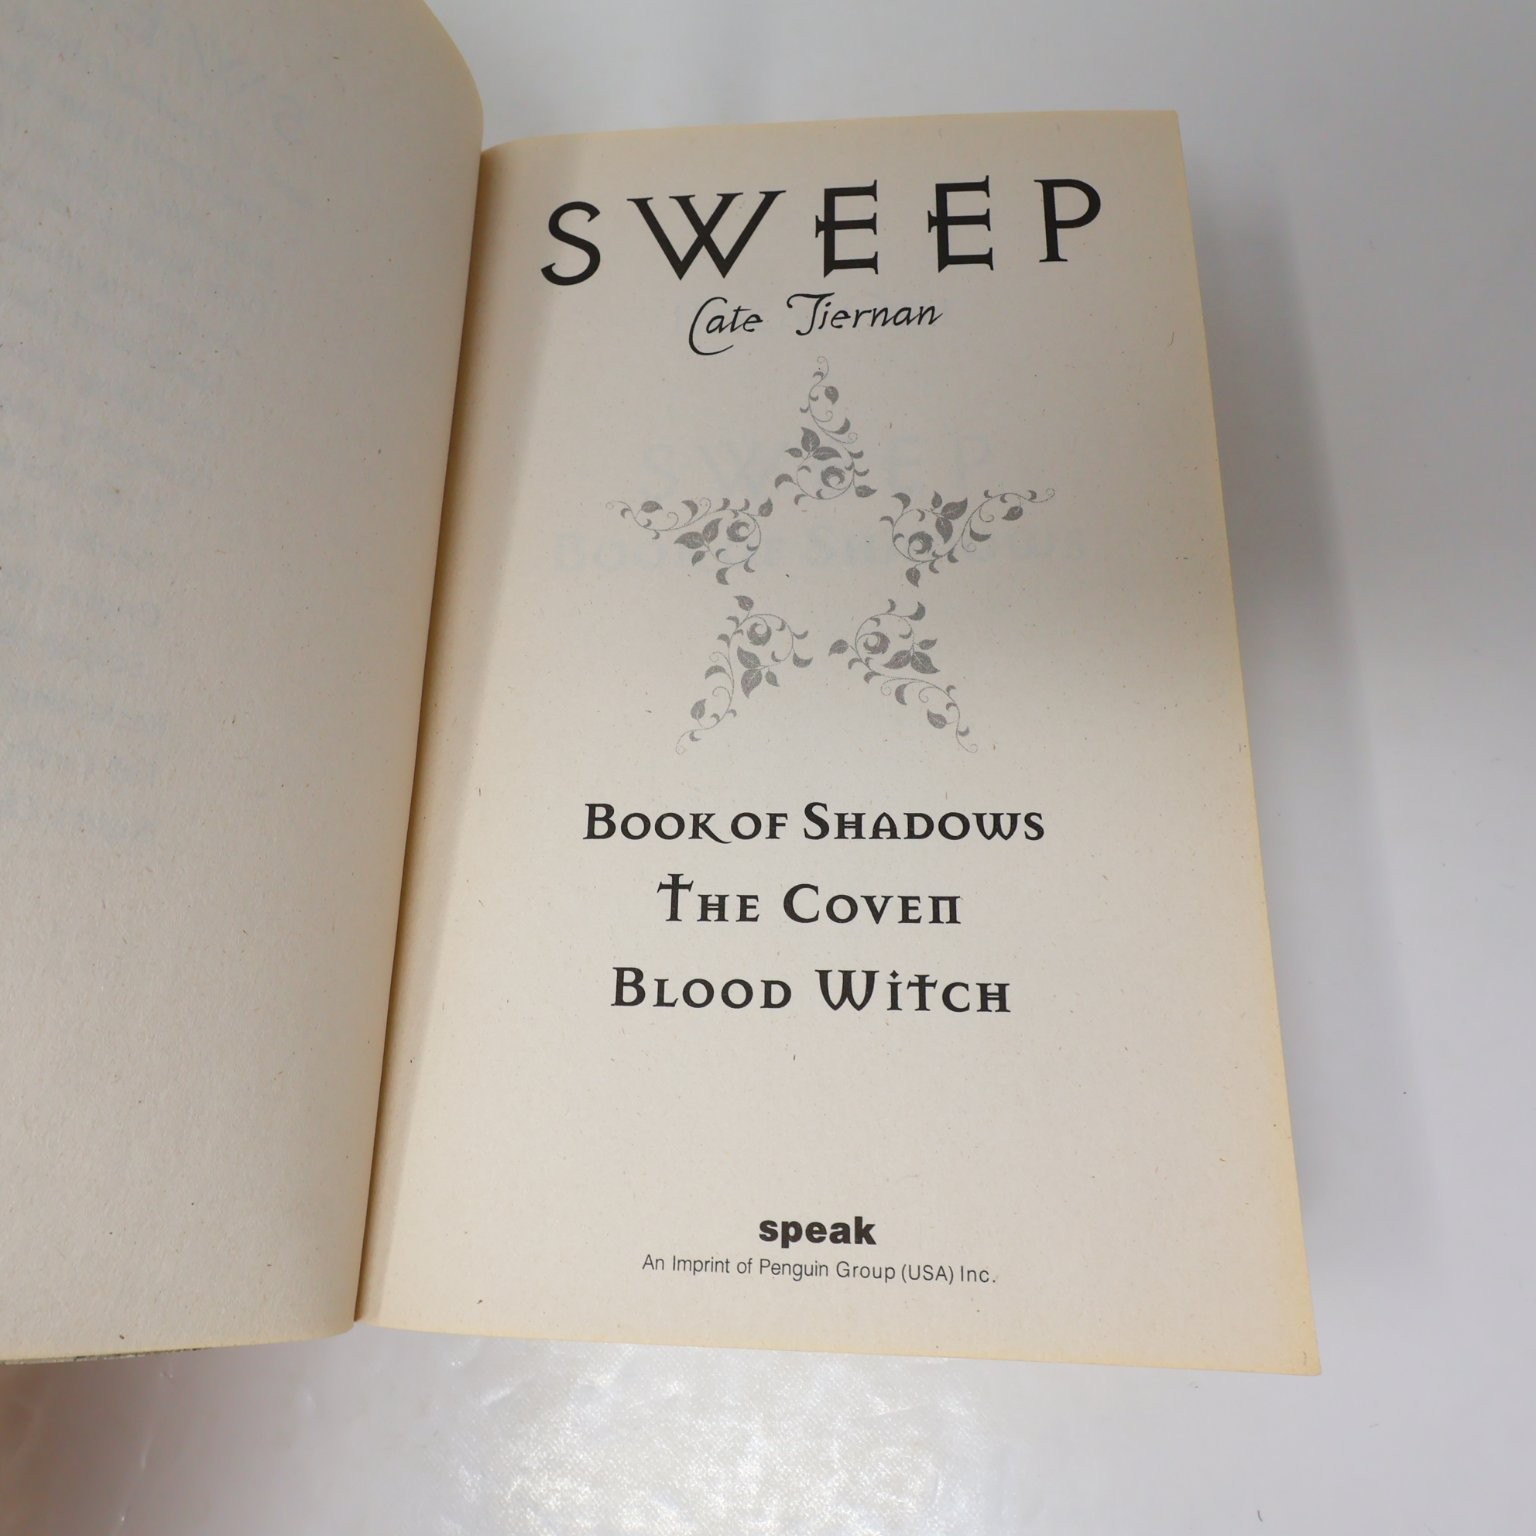 SWEEP
Cate Tiernan
BOOK OF SHADOWS
THE COVEN
BLOOD WITCH
speak
An Imprint of Penguin Group (USA) Inc.